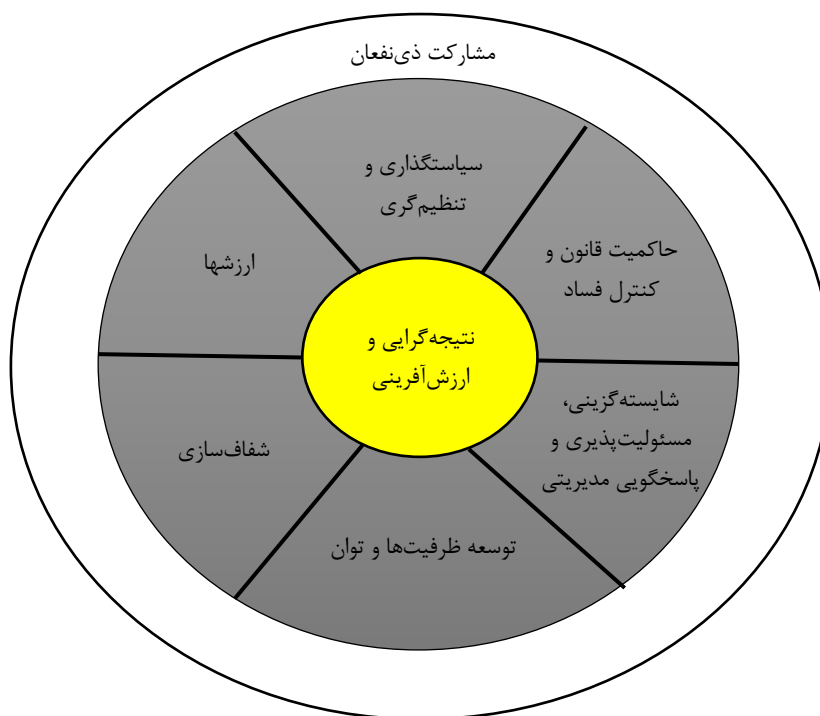 مشارکت ذی‌نفعان
سیاستگذاری و
تنظیم‌گری
حاکمیت قانون و
کنترل فساد
ارزشها
نتیجه‌گرایی و
ارزش‌آفرینی
شایسته‌گزینی،
مسئولیت‌پذیری و
پاسخگویی مدیریتی
شفاف‌سازی
توسعه ظرفیت‌ها و توان